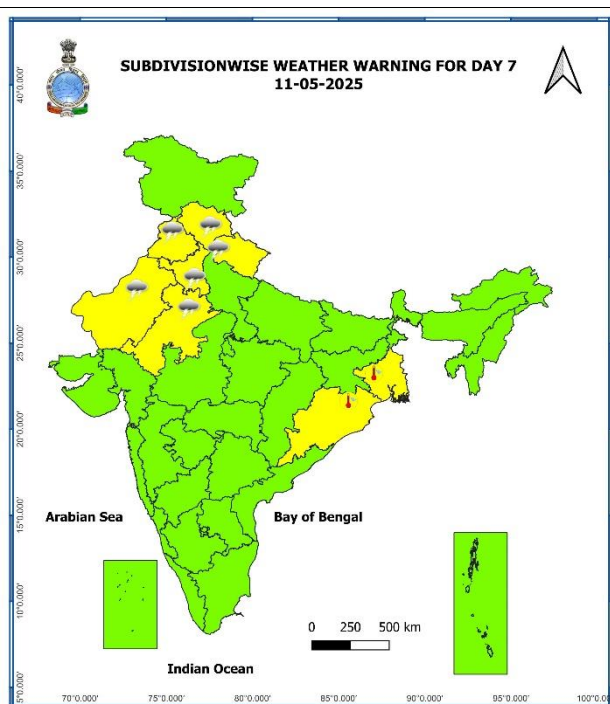 SUBDIVISIONWISE WEATHER WARNING FOR DAY 7
11-05-2025
40°0.000'
35°0.000'
30°0.000'
25°0.000'
20°0.000'
15°0.000'
10°0.000'
5°0.000'
Arabian Sea
Bay of Bengal
0 250 500 km
Indian Ocean
70°0.000' 75°0.000' 80°0.000' 85°0.000' 90°0.000' 95°0.000' 100°0.0